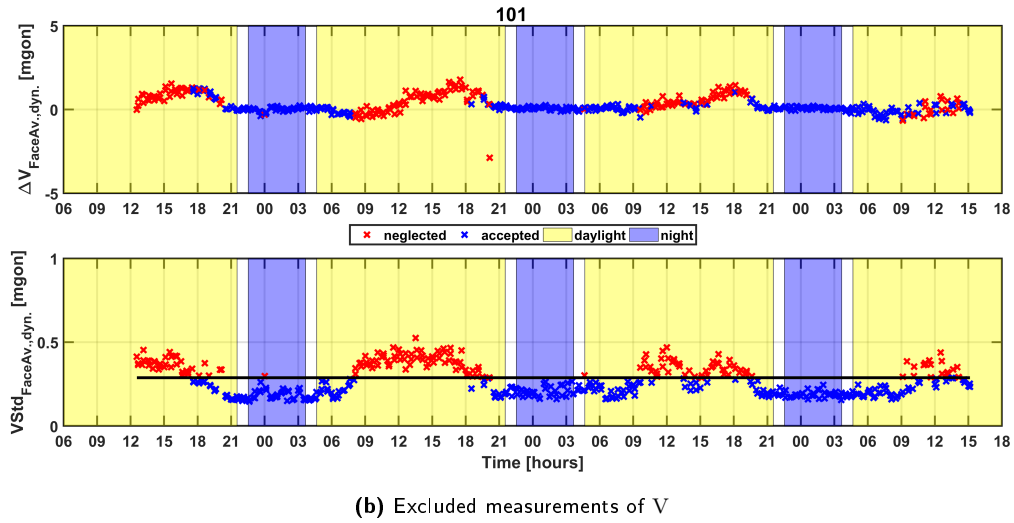 101
ΔV_FaceAv.,dyn. [mgon]
5
0
-5
06 09 12 15 18 21 00 03 06 09 12 15 18 21 00 03 06 09 12 15 18 21 00 03 06 09 12 15 18
neglected accepted daylight night
VStd_FaceAv.,dyn. [mgon]
1
0.5
0
06 09 12 15 18 21 00 03 06 09 12 15 18 21 00 03 06 09 12 15 18 21 00 03 06 09 12 15 18
Time [hours]
(b) Excluded measurements of V